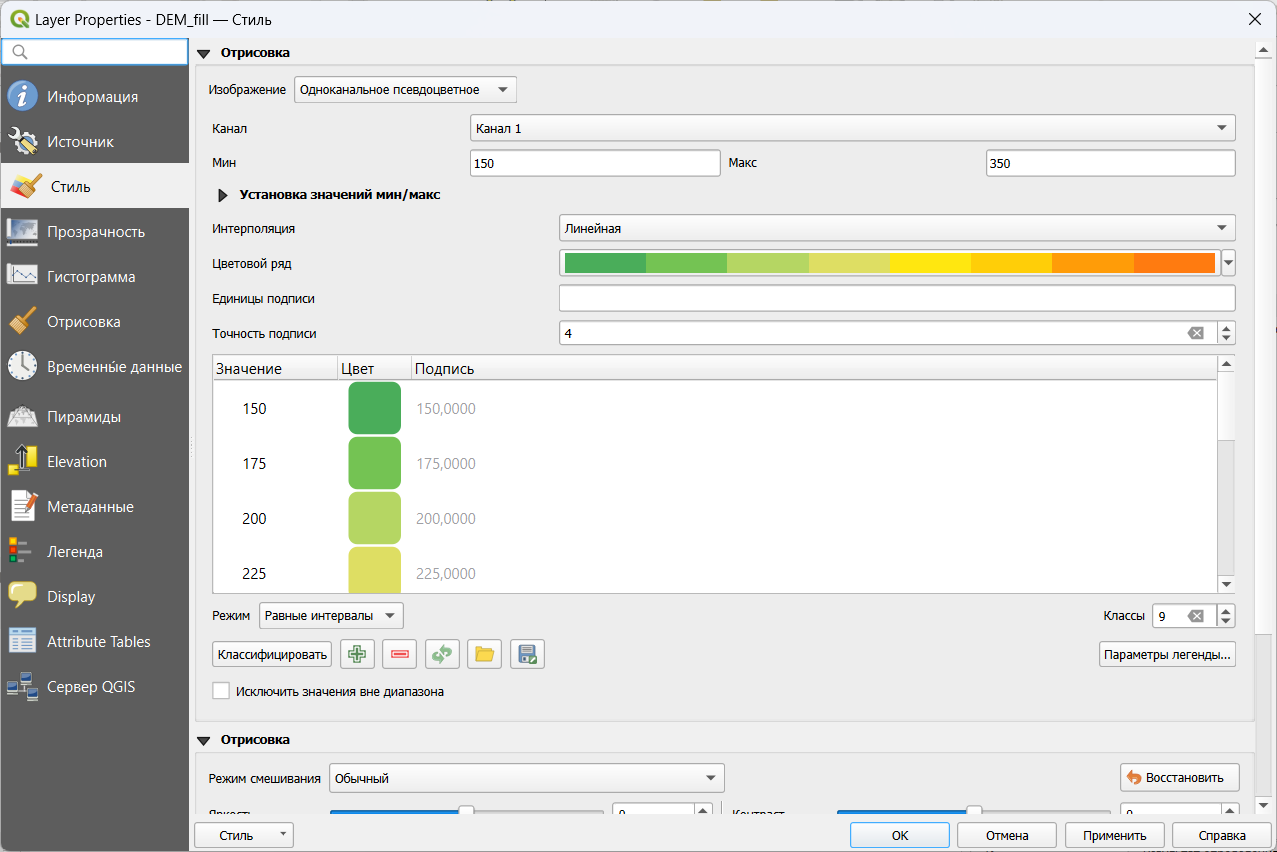 Layer Properties - DEM_fill — Стиль
Информация
Источник
Стиль
Прозрачность
Гистограмма
Отрисовка
Временны́е данные
Пирамиды
Elevation
Метаданные
Легенда
Display
Attribute Tables
Сервер QGIS
Отрисовка
Изображение Одноканальное псевдоцветное
Канал Канал 1
Мин 150 Макс 350
Установка значений мин/макс
Интерполяция Линейная
Цветовой ряд
Единицы подписи
Точность подписи 4
Значение Цвет Подпись
150 150,0000
175 175,0000
200 200,0000
225 225,0000
Режим Равные интервалы Классы 9
Классифицировать Параметры легенды...
Исключить значения вне диапазона
Отрисовка
Режим смешивания Обычный Восстановить
Яркость 0 Контраст 0
Стиль OK Отмена Применить Справка